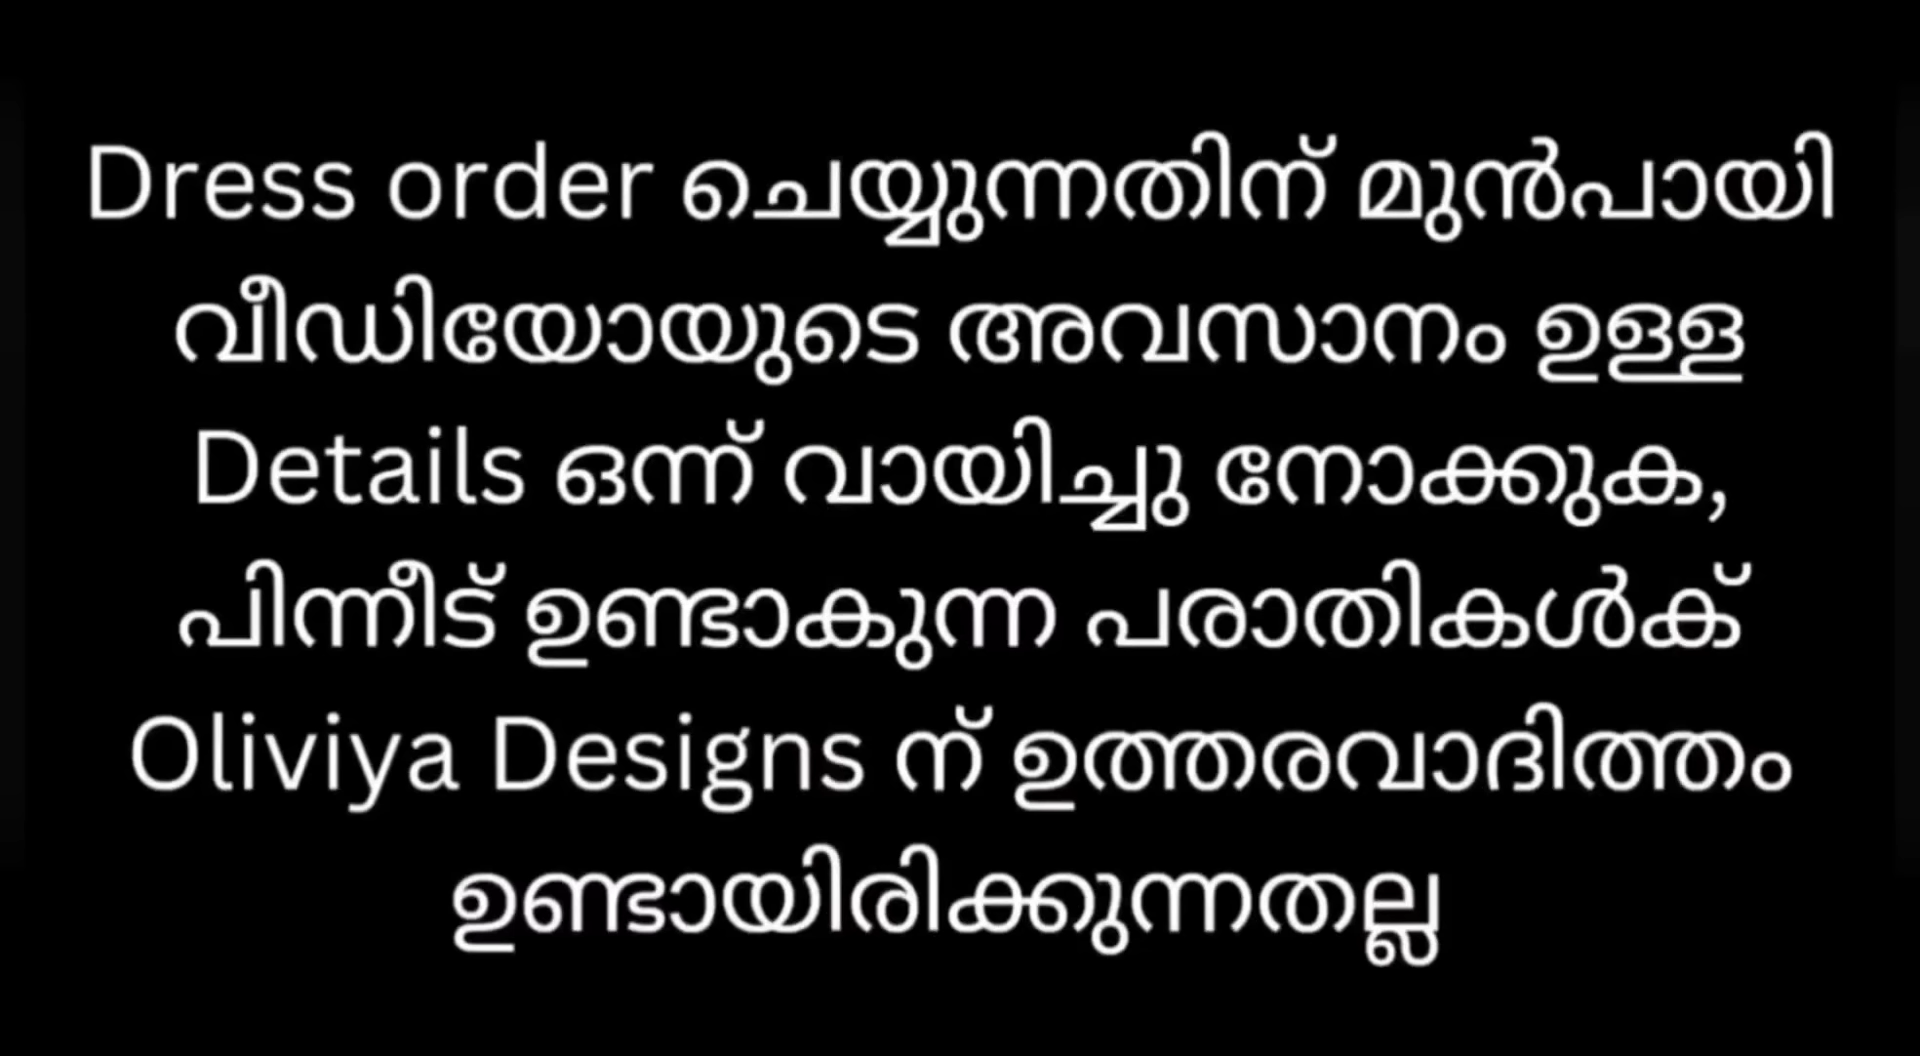 Dress order ചെയ്യുന്നതിന് മുൻപായി
വീഡിയോയുടെ അവസാനം ഉള്ള
Details ഒന്ന് വായിച്ചു നോക്കുക,
പിന്നീട് ഉണ്ടാകുന്ന പരാതികൾക്
Oliviya Designs ന് ഉത്തരവാദിത്തം
ഉണ്ടായിരിക്കുന്നതല്ല